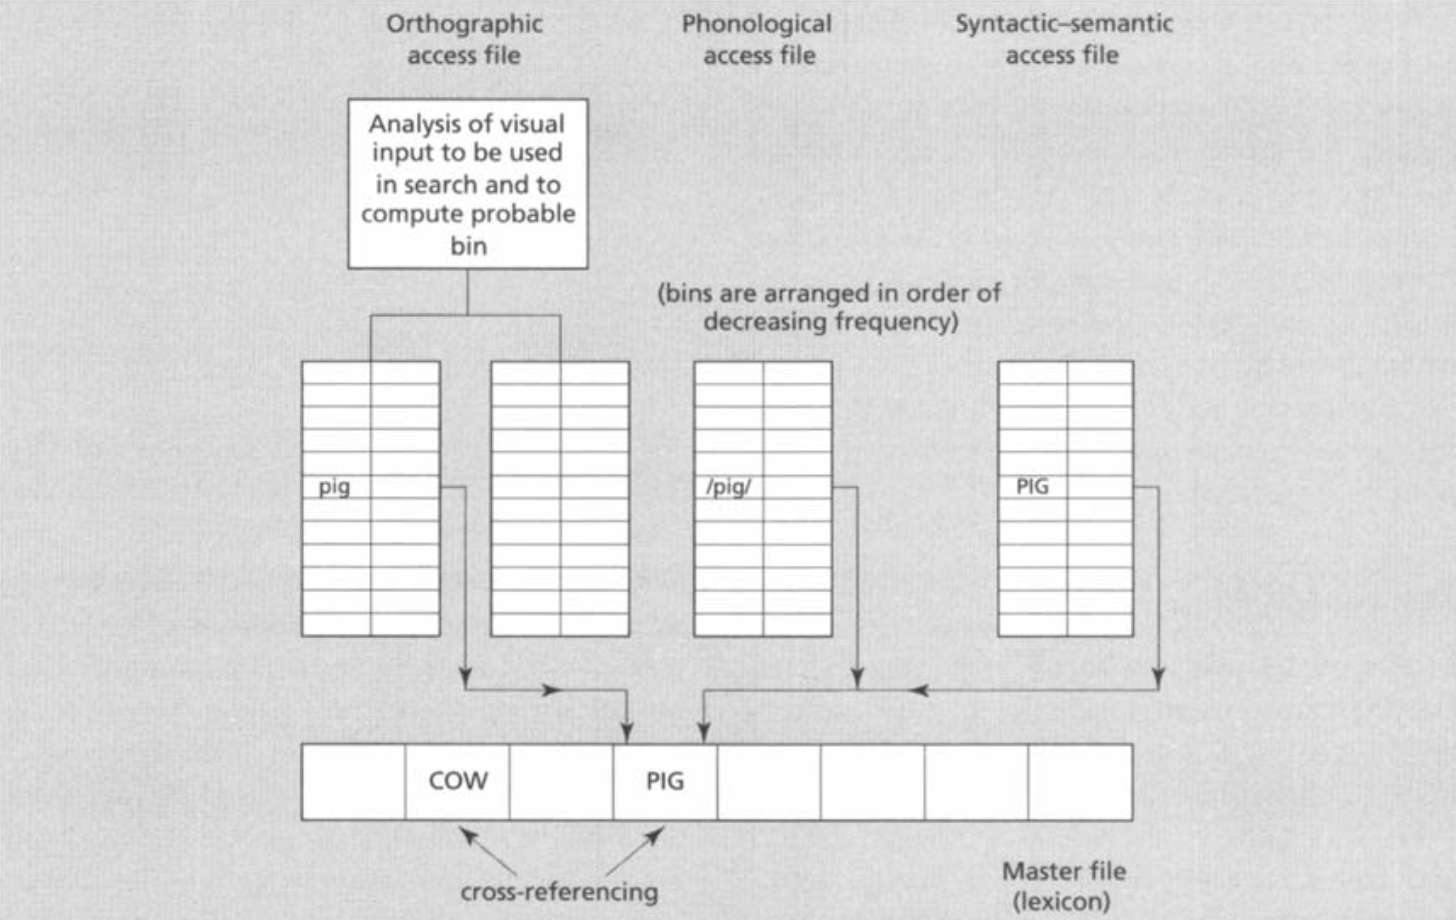 Orthographic
access file
Phonological
access file
Syntactic–semantic
access file
Analysis of visual
input to be used
in search and to
compute probable
bin
(bins are arranged in order of
decreasing frequency)
pig
/pig/
PIG
COW
PIG
cross-referencing
Master file
(lexicon)